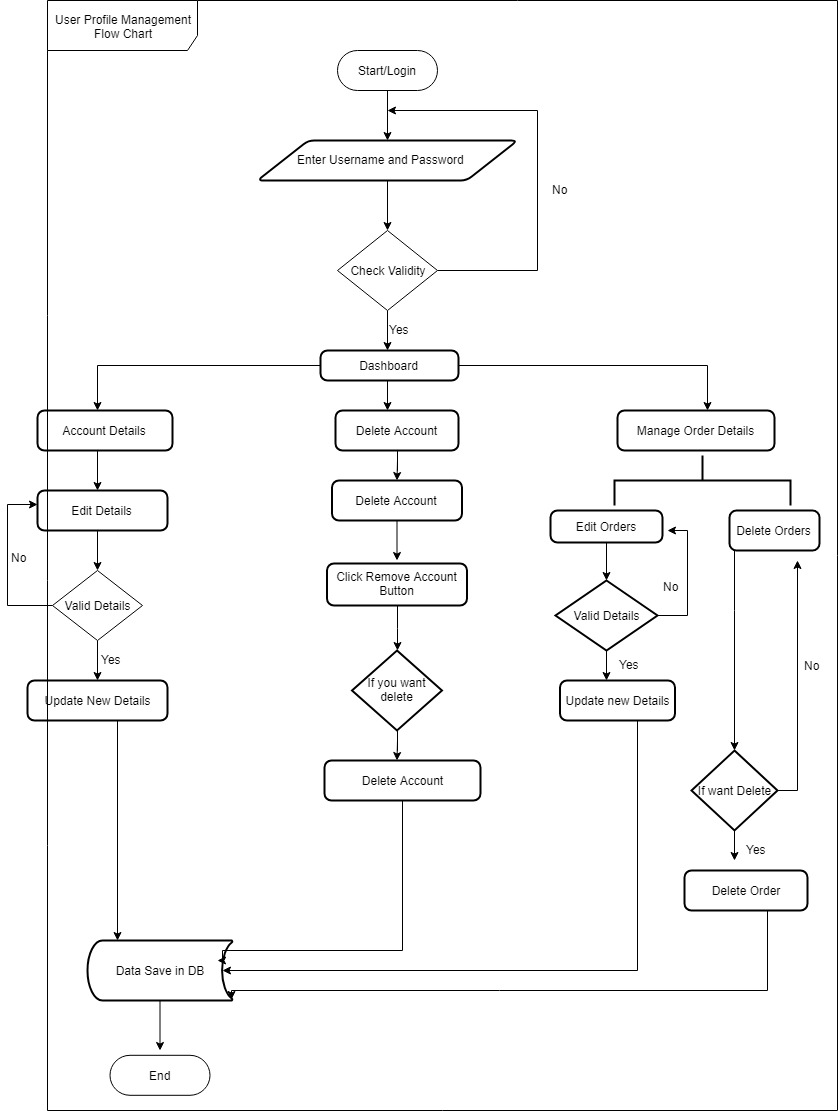 User Profile Management
Flow Chart
Start/Login
Enter Username and Password
No
Check Validity
Yes
Dashboard
Account Details
Delete Account
Manage Order Details
Edit Details
Delete Account
Edit Orders
Delete Orders
No
Click Remove Account
Button
No
Valid Details
Valid Details
Yes
Yes
No
If you want
delete
Update New Details
Update new Details
Delete Account
If want Delete
Yes
Delete Order
Data Save in DB
End